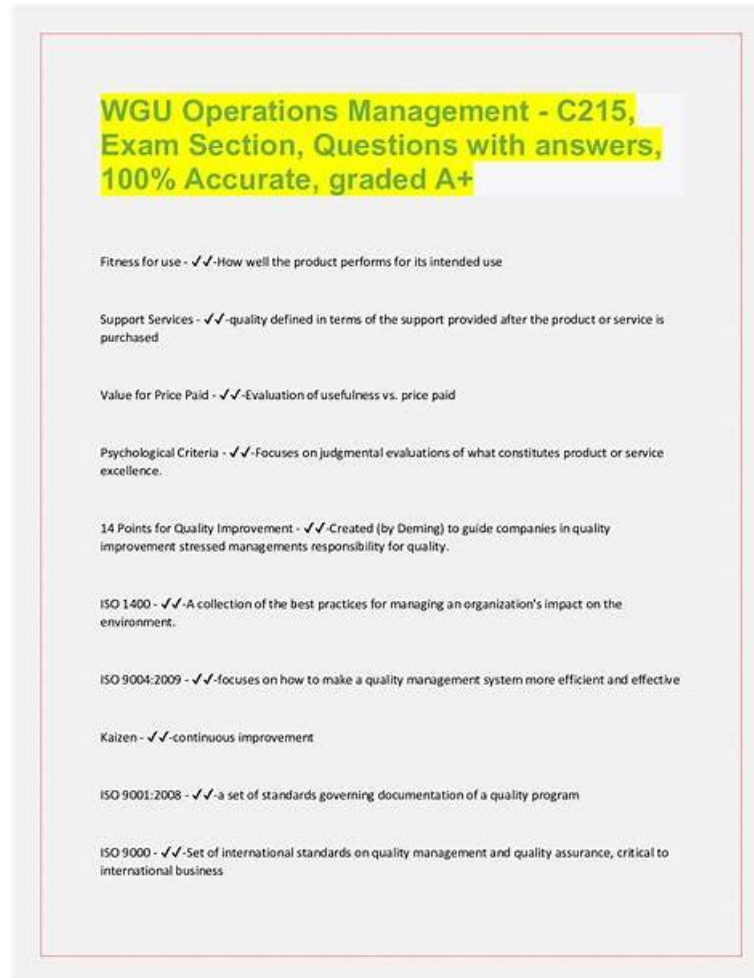 WGU Operations Management - C215,
Exam Section, Questions with answers,
100% Accurate, graded A+
Fitness for use - ✓✓-How well the product performs for its intended use
Support Services - ✓✓-quality defined in terms of the support provided after the product or service is
purchased
Value for Price Paid - ✓✓-Evaluation of usefulness vs. price paid
Psychological Criteria - ✓✓-Focuses on judgmental evaluations of what constitutes product or service
excellence.
14 Points for Quality Improvement - ✓✓-Created (by Deming) to guide companies in quality
improvement stressed managements responsibility for quality.
ISO 1400 - ✓✓-A collection of the best practices for managing an organization's impact on the
environment.
ISO 9004:2009 - ✓✓-focuses on how to make a quality management system more efficient and effective
Kaizen - ✓✓-continuous improvement
ISO 9001:2008 - ✓✓-a set of standards governing documentation of a quality program
ISO 9000 - ✓✓-Set of international standards on quality management and quality assurance, critical to
international business